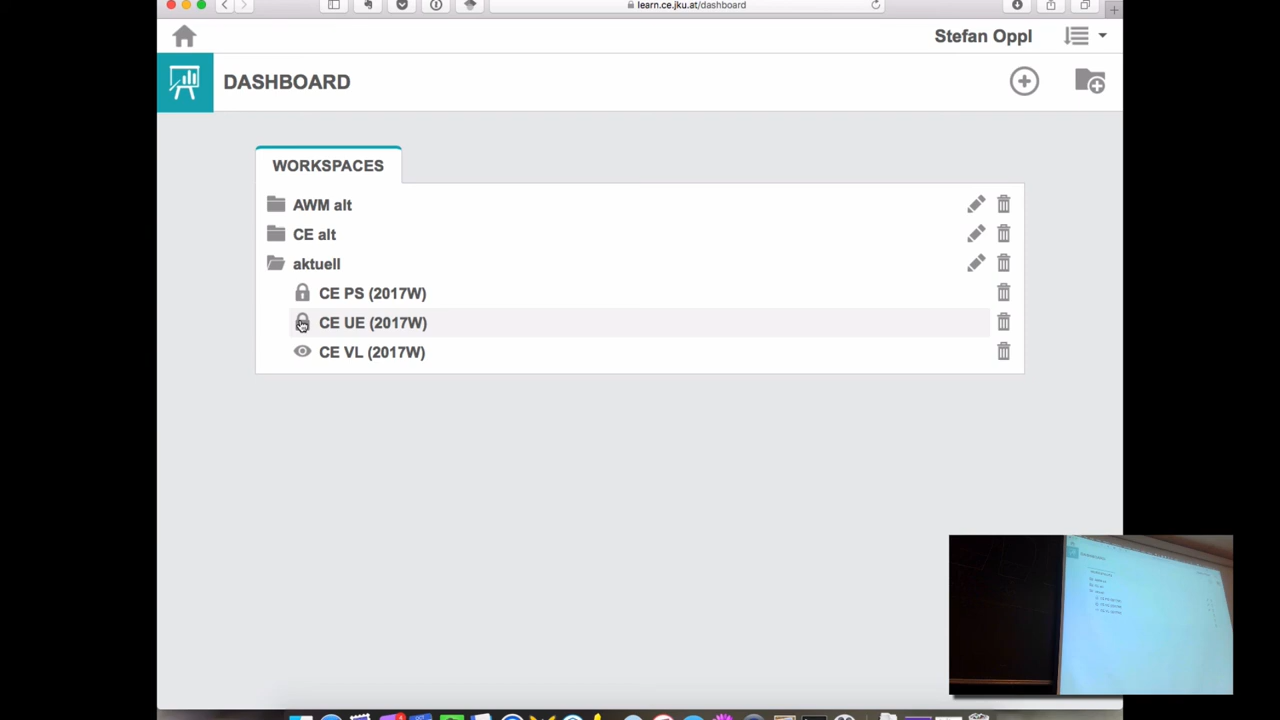 learn.ce.jku.at/dashboard
Stefan Oppl
DASHBOARD
WORKSPACES
AWM alt
CE alt
aktuell
CE PS (2017W)
CE UE (2017W)
CE VL (2017W)